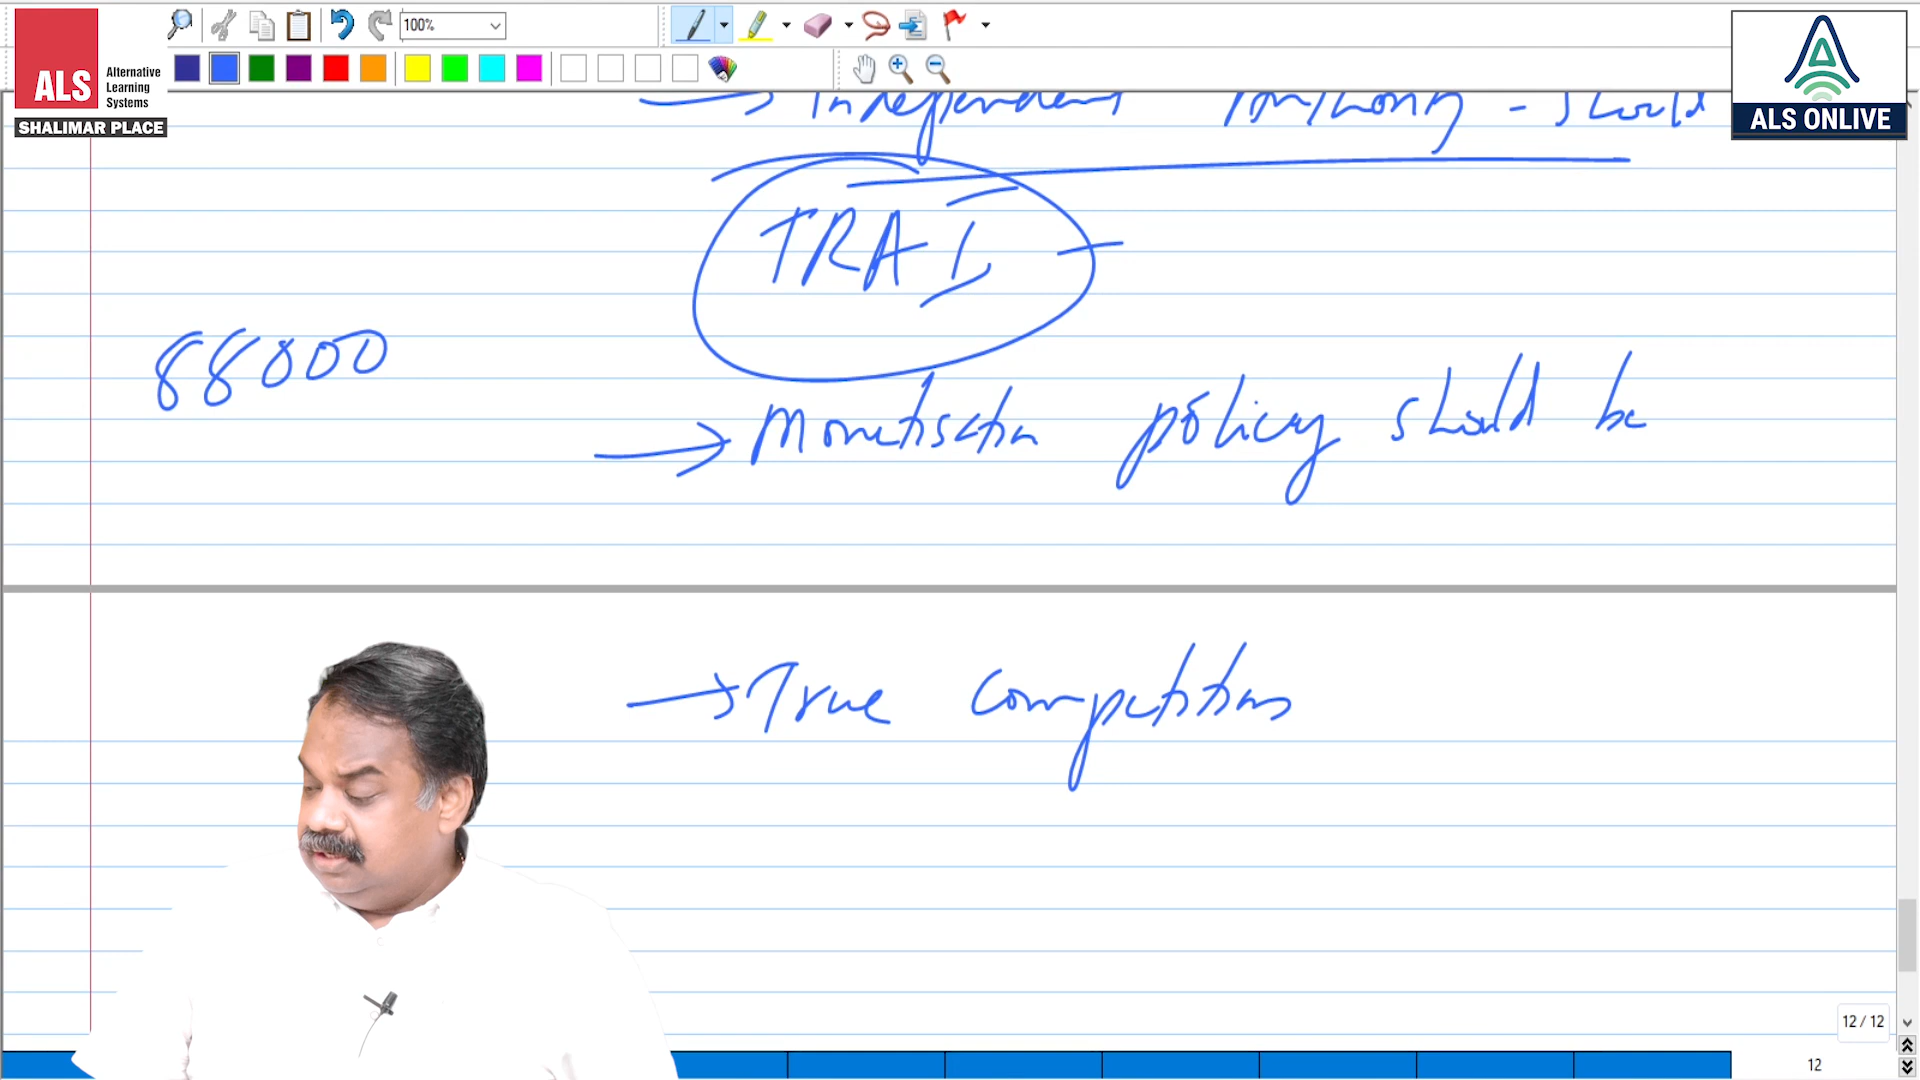 100%
ALS
Alternative
Learning
Systems
SHALIMAR PLACE
ALS ONLIVE
→ Independent - should
TRAI -
88000
→ Monetisation policy should be
→ True competition
12 / 12
12